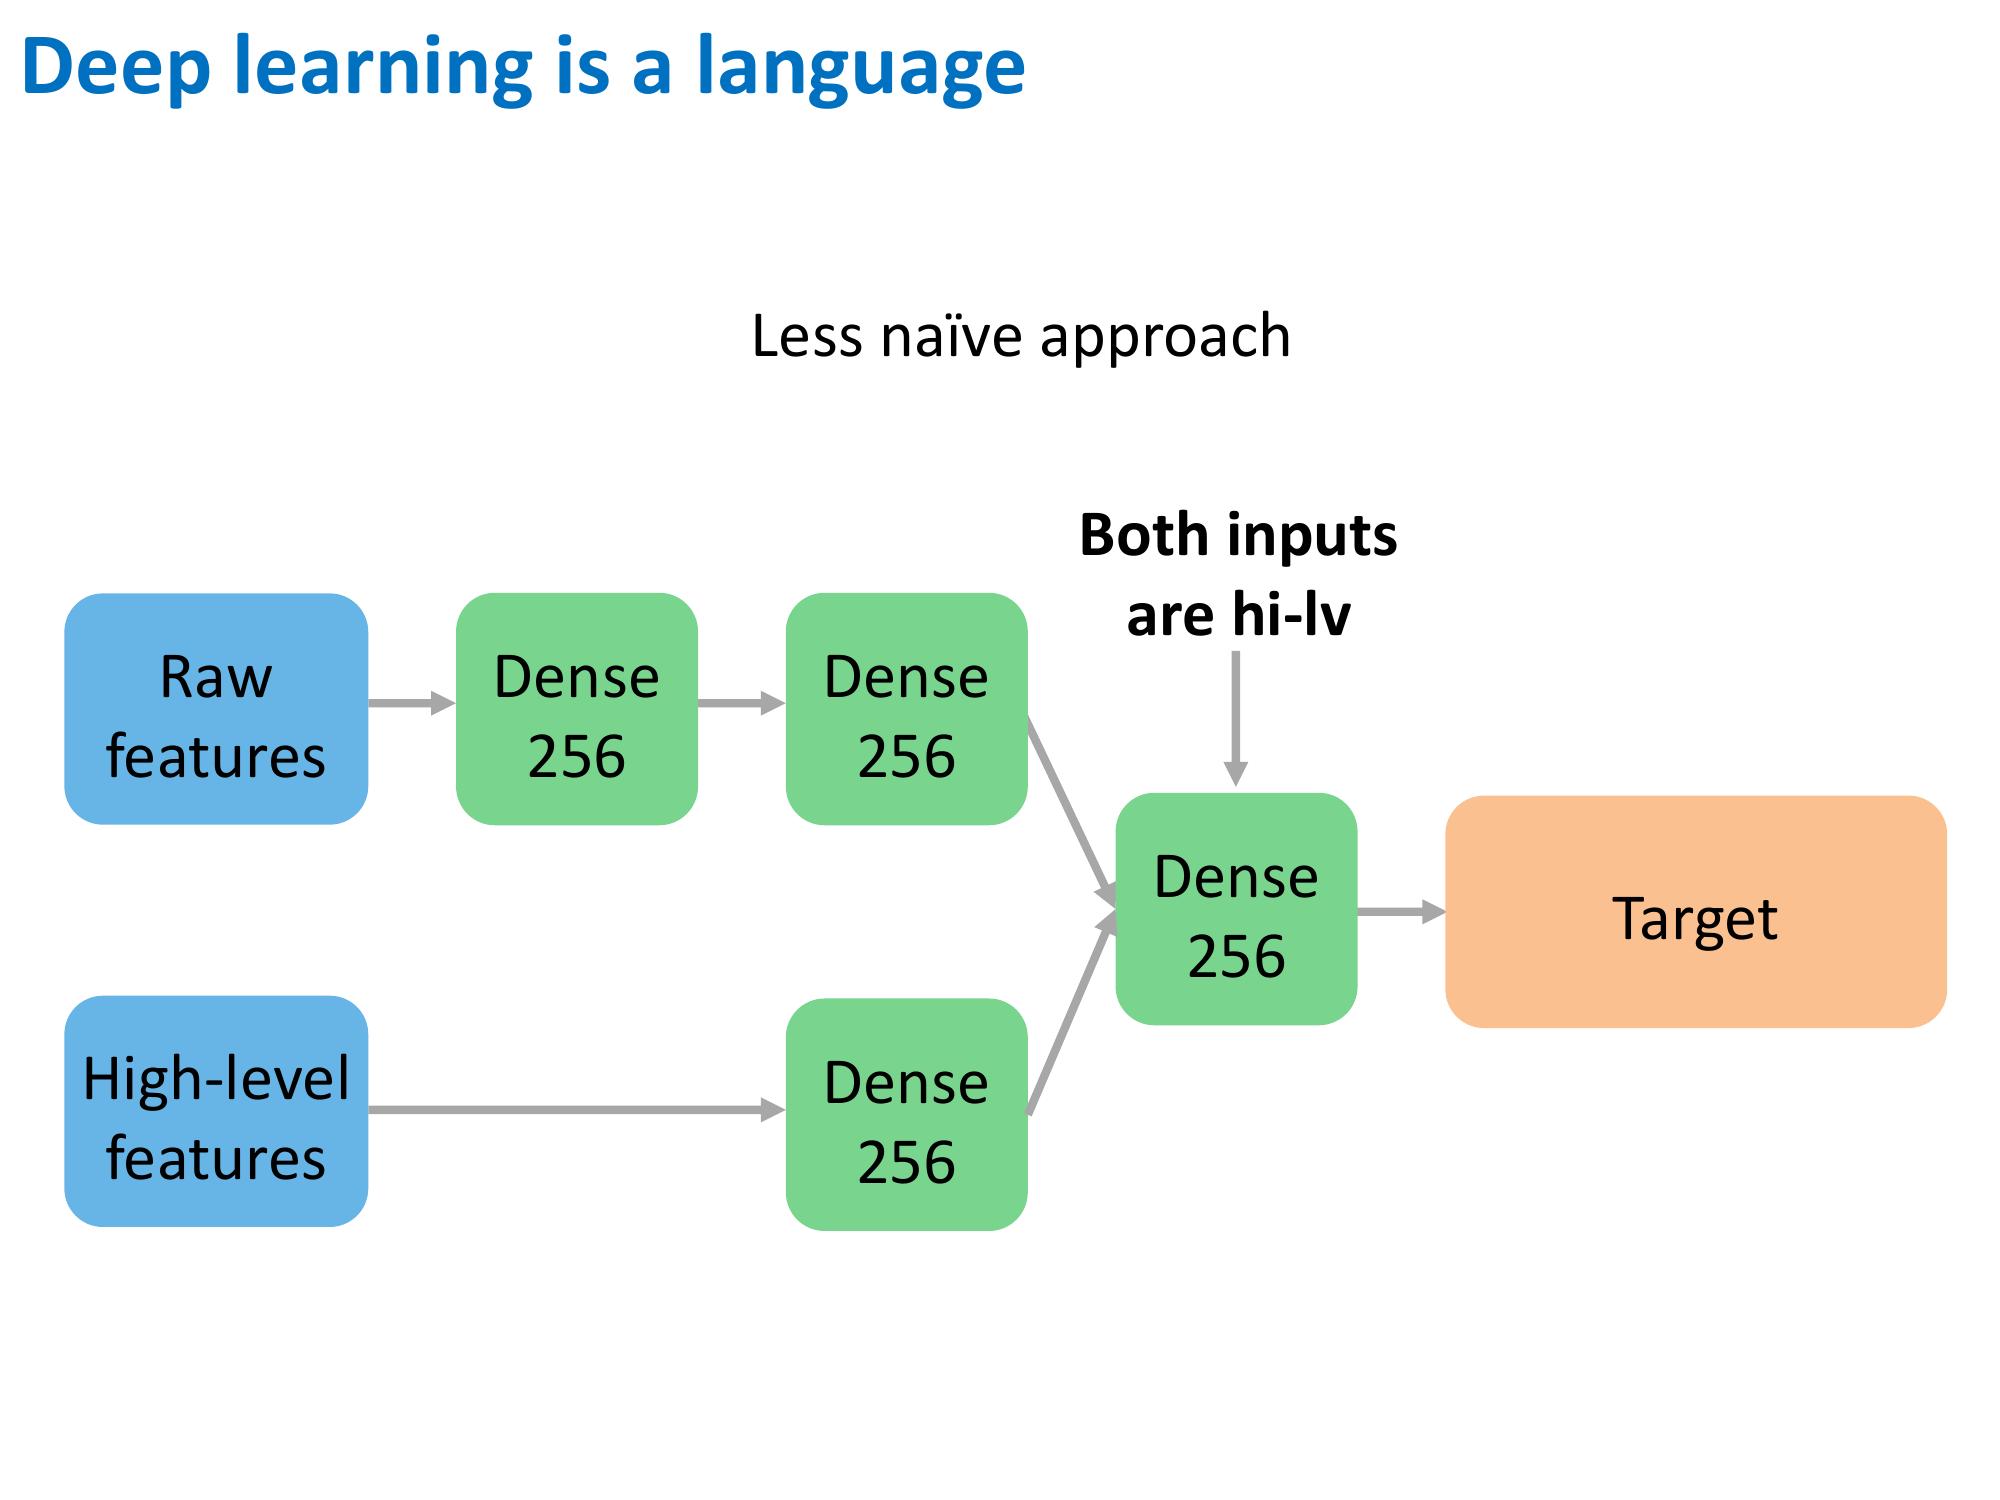 Deep learning is a language
Less naïve approach
Both inputs
are hi-lv
Raw
features
Dense
256
Dense
256
Dense
256
Target
High-level
features
Dense
256